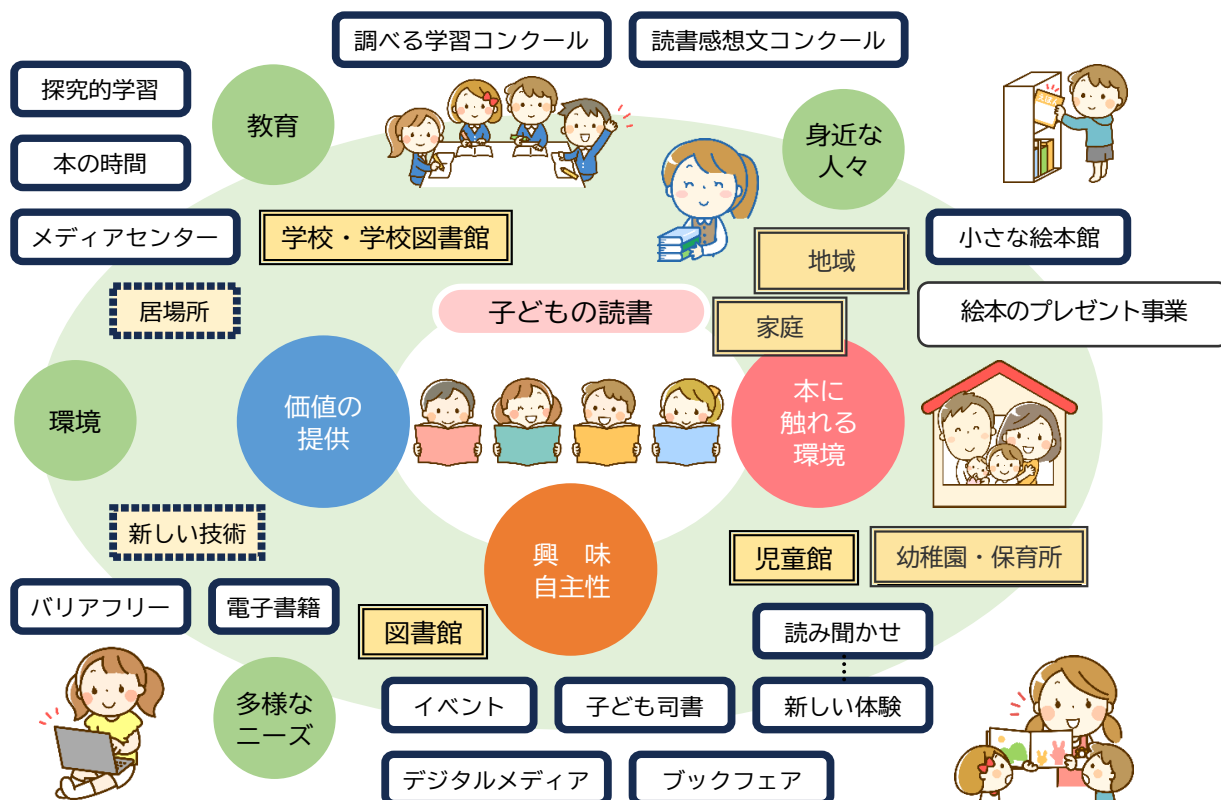 調べる学習コンクール
読書感想文コンクール
探究的学習
教育
身近な
人々
本の時間
メディアセンター
学校・学校図書館
小さな絵本館
地域
居場所
子どもの読書
家庭
絵本のプレゼント事業
環境
価値の
提供
本に
触れる
環境
新しい技術
興　味
自主性
児童館
幼稚園・保育所
バリアフリー
電子書籍
図書館
読み聞かせ
多様な
ニーズ
イベント
子ども司書
新しい体験
デジタルメディア
ブックフェア